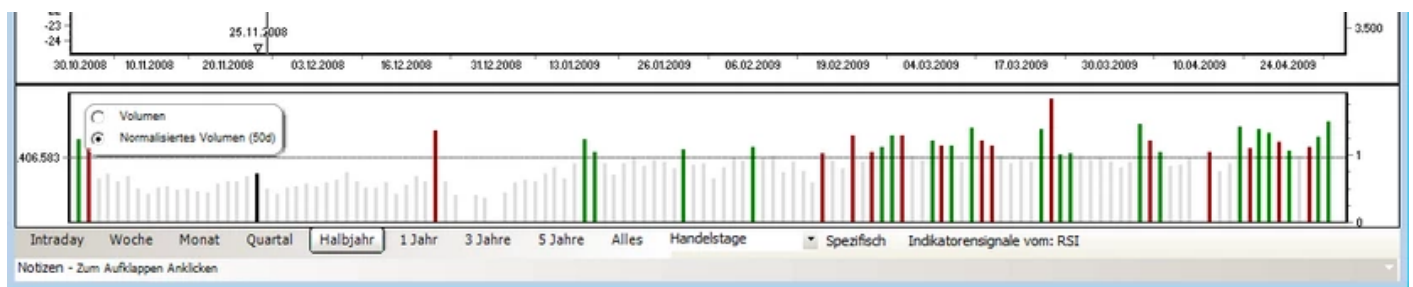 -22
-23
-24
25.11.2008
3.500
30.10.2008 10.11.2008 20.11.2008 03.12.2008 16.12.2008 31.12.2008 13.01.2009 26.01.2009 06.02.2009 19.02.2009 04.03.2009 17.03.2009 30.03.2009 10.04.2009 24.04.2009
Volumen
Normalisiertes Volumen (50d)
.406.583
1
0
Intraday Woche Monat Quartal Halbjahr 1 Jahr 3 Jahre 5 Jahre Alles Handelstage Spezifisch Indikatorensignale vom: RSI
Notizen - Zum Aufklappen Anklicken